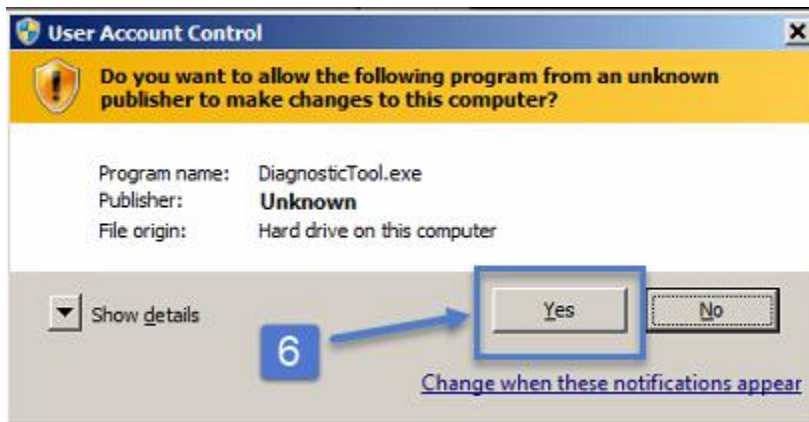 User Account Control
Do you want to allow the following program from an unknown
publisher to make changes to this computer?
Program name: DiagnosticTool.exe
Publisher: Unknown
File origin: Hard drive on this computer
Show details
Yes
No
6
Change when these notifications appear